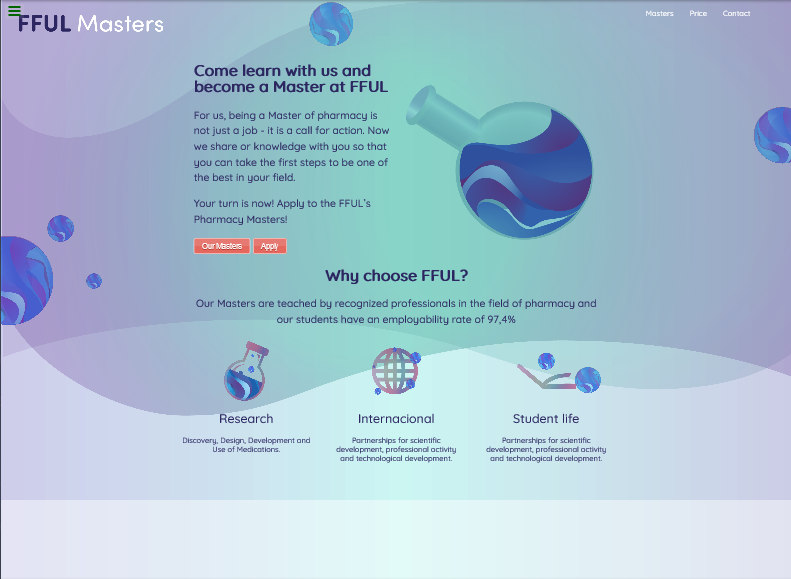 FFUL Masters
Masters Price Contact
Come learn with us and
become a Master at FFUL
For us, being a Master of pharmacy is
not just a job - it is a call for action. Now
we share or knowledge with you so that
you can take the first steps to be one of
the best in your field.
Your turn is now! Apply to the FFUL's
Pharmacy Masters!
Our Masters Apply
Why choose FFUL?
Our Masters are teached by recognized professionals in the field of pharmacy and
our students have an employability rate of 97,4%
Research
Discovery, Design, Development and
Use of Medications.
Internacional
Partnerships for scientific
development, professional activity
and technological development.
Student life
Partnerships for scientific
development, professional activity
and technological development.